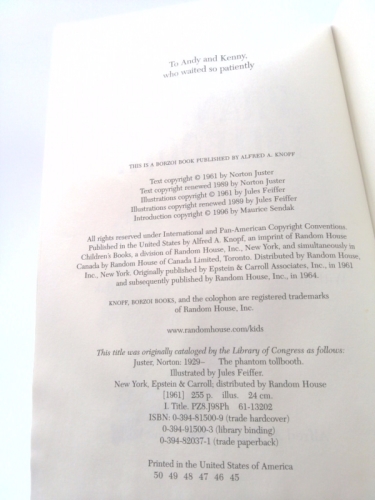 To Andy and Kenny,
who waited so patiently
THIS IS A BORZOI BOOK PUBLISHED BY ALFRED A. KNOPF
Text copyright © 1961 by Norton Juster
Text copyright renewed 1989 by Norton Juster
Illustrations copyright © 1961 by Jules Feiffer
Illustrations copyright renewed 1989 by Jules Feiffer
Introduction copyright © 1996 by Maurice Sendak
All rights reserved under International and Pan-American Copyright Conventions.
Published in the United States by Alfred A. Knopf, an imprint of Random House
Children's Books, a division of Random House, Inc., New York, and simultaneously in
Canada by Random House of Canada Limited, Toronto. Distributed by Random House,
Inc., New York. Originally published by Epstein & Carroll Associates, Inc., in 1961
and subsequently published by Random House, Inc., in 1964.
KNOPF, BORZOI BOOKS, and the colophon are registered trademarks
of Random House, Inc.
www.randomhouse.com/kids
This title was originally cataloged by the Library of Congress as follows:
Juster, Norton: 1929– The phantom tollbooth.
Illustrated by Jules Feiffer.
New York, Epstein & Carroll; distributed by Random House
[1961] 255 p. illus. 24 cm.
I. Title. PZ8.J98Ph 61-13202
ISBN: 0-394-81500-9 (trade hardcover)
0-394-91500-3 (library binding)
0-394-82037-1 (trade paperback)
Printed in the United States of America
50 49 48 47 46 45